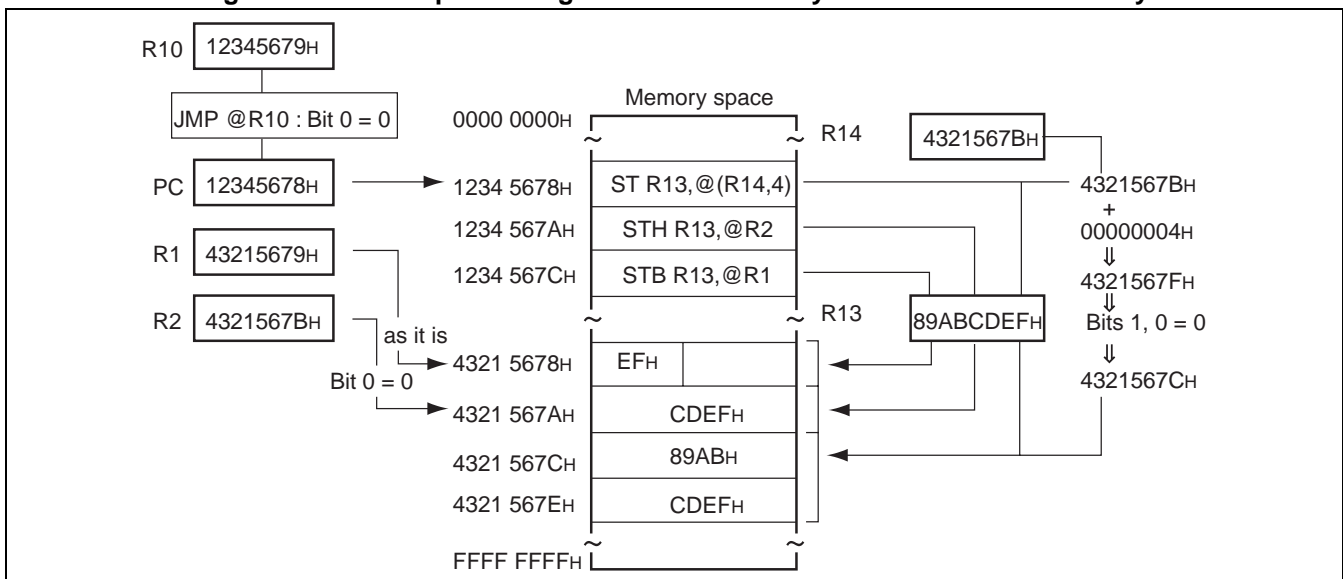 R10 12345679H
JMP @R10 : Bit 0 = 0
PC 12345678H
R1 43215679H
R2 4321567BH
as it is
Bit 0 = 0
Memory space
0000 0000H
~ ~
1234 5678H ST R13,@(R14,4)
1234 567AH STH R13,@R2
1234 567CH STB R13,@R1
~ ~
4321 5678H EFH
4321 567AH CDEFH
4321 567CH 89ABH
4321 567EH CDEFH
~ ~
FFFF FFFFH
R14 4321567BH
R13 89ABCDEFH
4321567BH
+
00000004H
⇓
4321567FH
⇓
Bits 1, 0 = 0
⇓
4321567CH